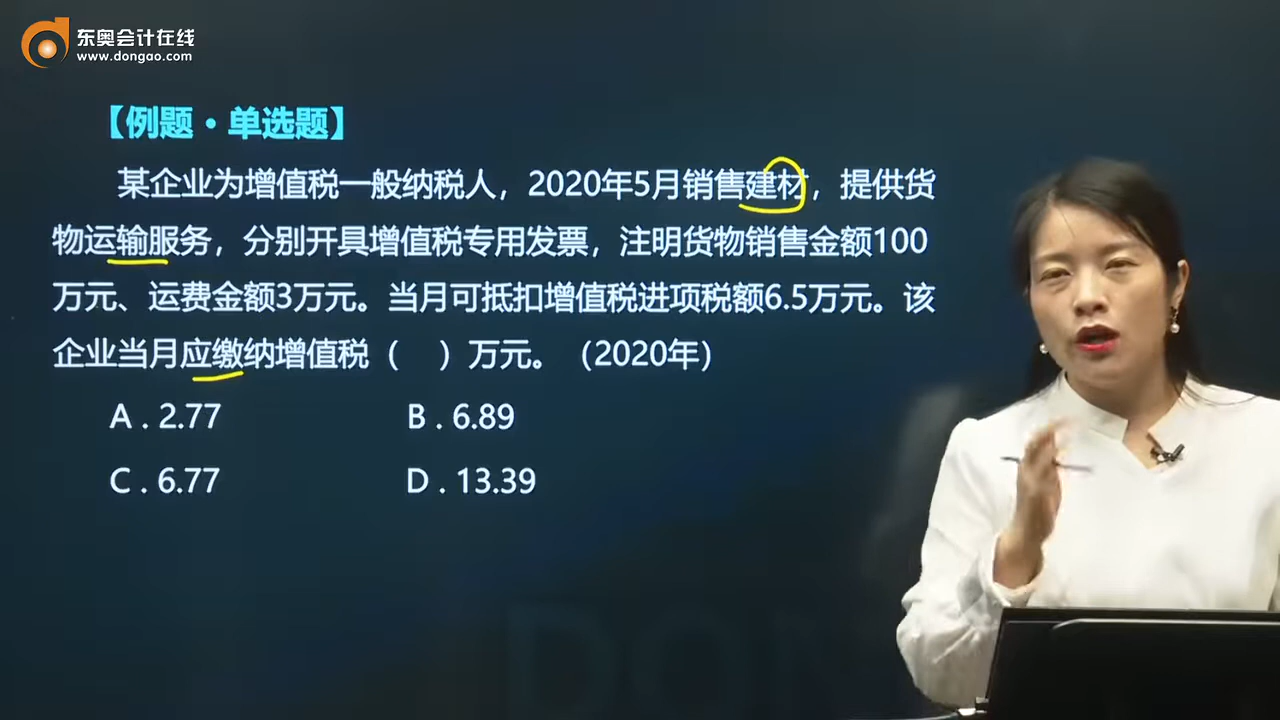 东奥会计在线
www.dongao.com
【例题·单选题】
某企业为增值税一般纳税人，2020年5月销售建材，提供货
物运输服务，分别开具增值税专用发票，注明货物销售金额100
万元、运费金额3万元。当月可抵扣增值税进项税额6.5万元。该
企业当月应缴纳增值税（ ）万元。（2020年）
A . 2.77 B . 6.89
C . 6.77 D . 13.39
DON